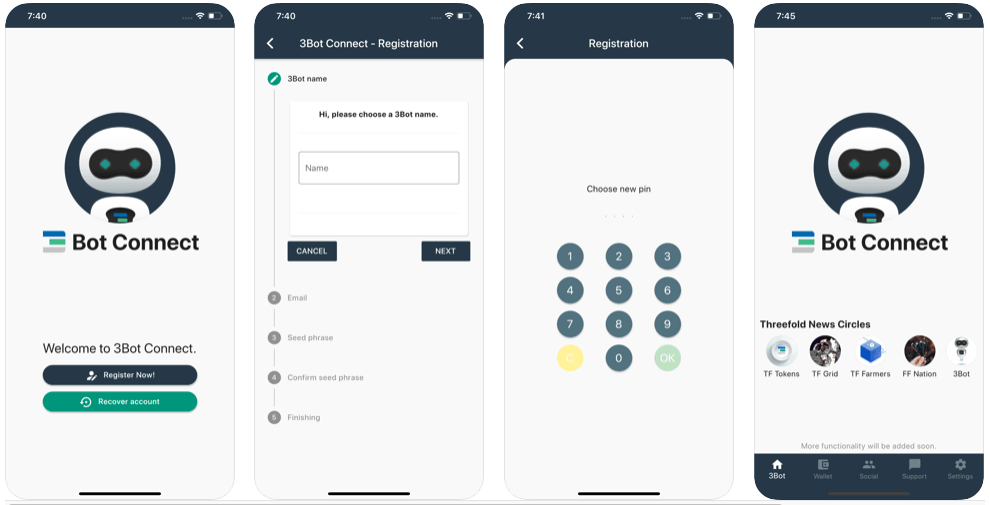 7:40
Bot Connect
Welcome to 3Bot Connect.
Register Now!
Recover account
7:40
3Bot Connect - Registration
3Bot name
Hi, please choose a 3Bot name.
Name
CANCEL
NEXT
2 Email
3 Seed phrase
4 Confirm seed phrase
5 Finishing
7:41
Registration
Choose new pin
1 2 3
4 5 6
7 8 9
C 0 OK
7:45
Bot Connect
Threefold News Circles
TF Tokens TF Grid TF Farmers FF Nation 3Bot
More functionality will be added soon.
3Bot Wallet Social Support Settings